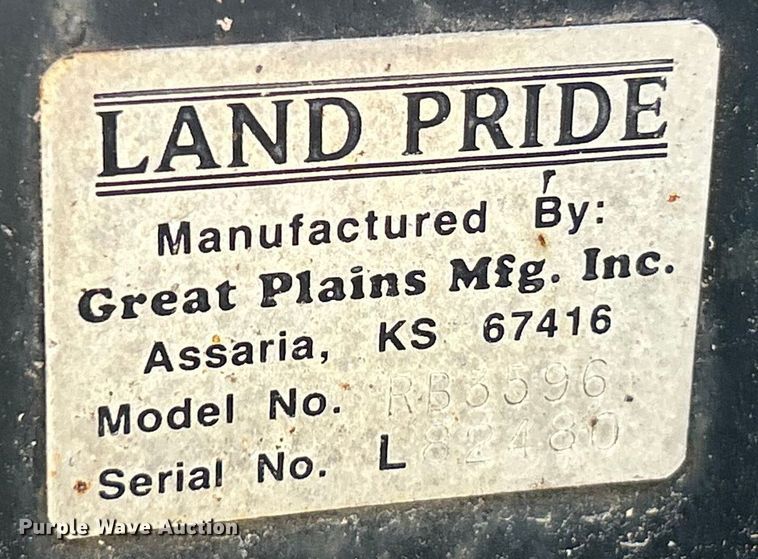 LAND PRIDE
Manufactured By:
Great Plains Mfg. Inc.
Assaria, KS 67416
Model No. RB3596
Serial No. L 82480
Purple Wave Auction